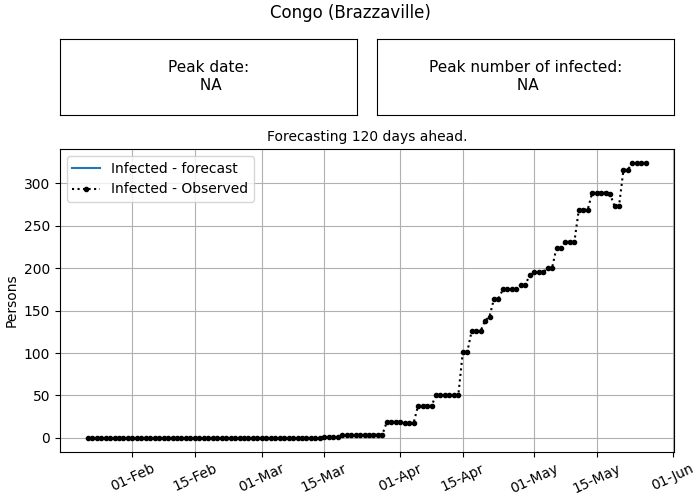 Congo (Brazzaville)
Peak date:
NA
Peak number of infected:
NA
Forecasting 120 days ahead.
Infected - forecast
Infected - Observed
Persons
300
250
200
150
100
50
0
01-Feb
15-Feb
01-Mar
15-Mar
01-Apr
15-Apr
01-May
15-May
01-Jun